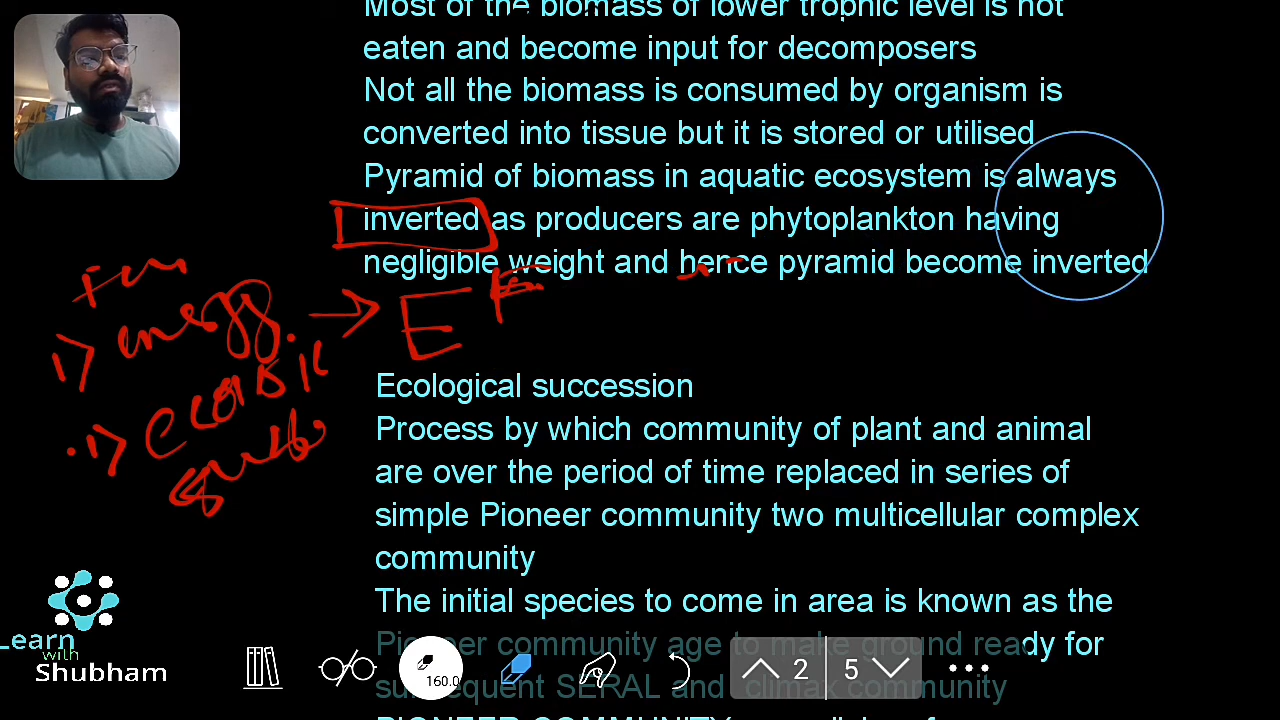 Most of the biomass of lower trophic level is not
eaten and become input for decomposers
Not all the biomass is consumed by organism is
converted into tissue but it is stored or utilised
Pyramid of biomass in aquatic ecosystem is always
inverted as producers are phytoplankton having
negligible weight and hence pyramid become inverted
1) energy. → E
Ecological succession
Process by which community of plant and animal
are over the period of time replaced in series of
simple Pioneer community two multicellular complex
community
The initial species to come in area is known as the
Pioneer community age to make ground ready for
subsequent SERAL and climax community
PIONEER COMMUNITY
Learn
with
Shubham
160.0
2 5